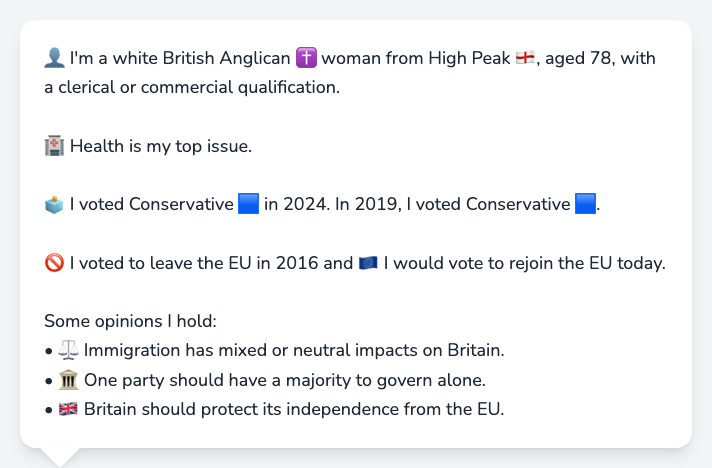 👤 I'm a white British Anglican ✝️ woman from High Peak 🏴󠁧󠁢󠁥󠁮󠁧󠁿, aged 78, with
a clerical or commercial qualification.
🏥 Health is my top issue.
🗳️ I voted Conservative 🟦 in 2024. In 2019, I voted Conservative 🟦.
🚫 I voted to leave the EU in 2016 and 🇪🇺 I would vote to rejoin the EU today.
Some opinions I hold:
• ⚖️ Immigration has mixed or neutral impacts on Britain.
• 🏛️ One party should have a majority to govern alone.
• 🇬🇧 Britain should protect its independence from the EU.